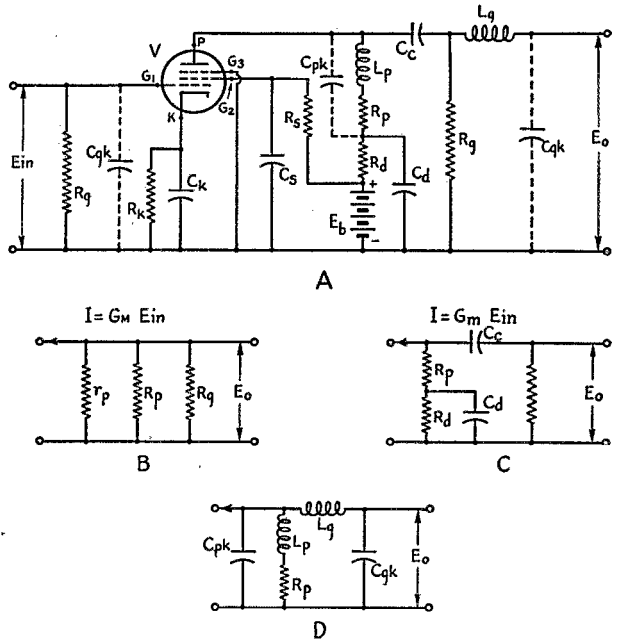 Lg
P
V
G3
Cc
Cpk
Lp
G1
G2
K
Rs
Rp
Ein
Rg
Cgk
Rk
Ck
Cs
Rd
Cd
Rg
Cgk
Eo
+
Eb
-
A
I = GM Ein
rp
Rp
Rg
Eo
B
I = Gm Ein
Cc
Rp
Rd
Cd
Eo
C
Lg
Cpk
Lp
Rp
Cgk
Eo
D